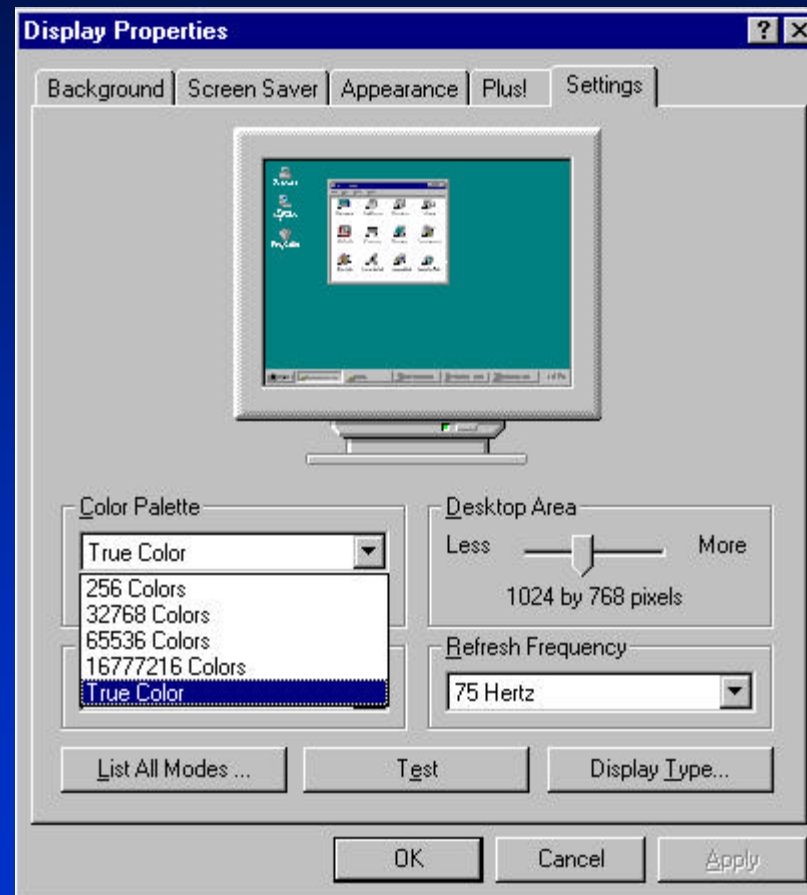 Display Properties
Background Screen Saver Appearance Plus! Settings
Color Palette
True Color
256 Colors
32768 Colors
65536 Colors
16777216 Colors
True Color
Desktop Area
Less More
1024 by 768 pixels
Refresh Frequency
75 Hertz
List All Modes ... Test Display Type...
OK Cancel Apply